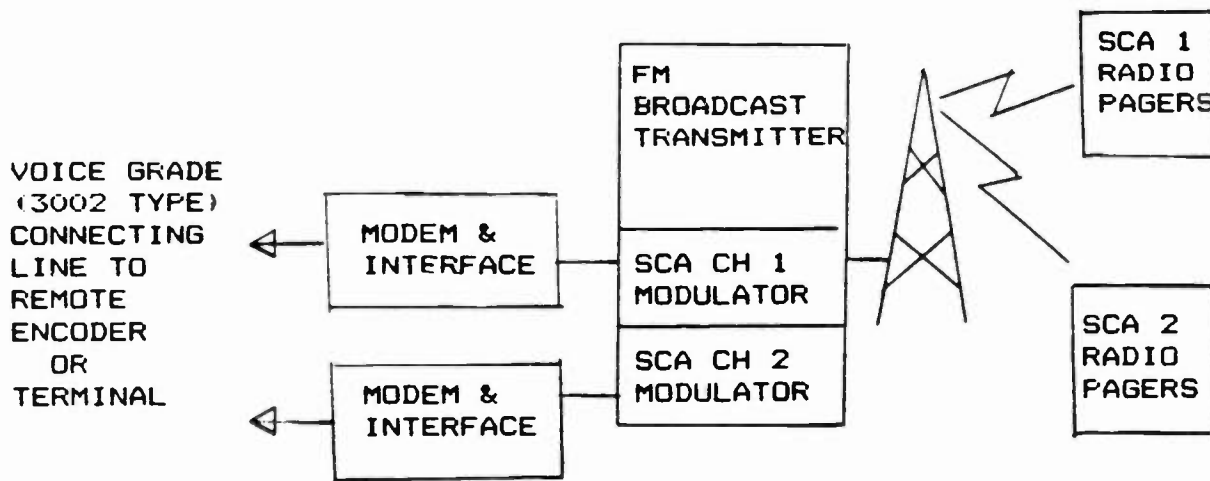 VOICE GRADE
(3002 TYPE)
CONNECTING
LINE TO
REMOTE
ENCODER
OR
TERMINAL
MODEM &
INTERFACE
MODEM &
INTERFACE
FM
BROADCAST
TRANSMITTER
SCA CH 1
MODULATOR
SCA CH 2
MODULATOR
SCA 1
RADIO
PAGERS
SCA 2
RADIO
PAGERS